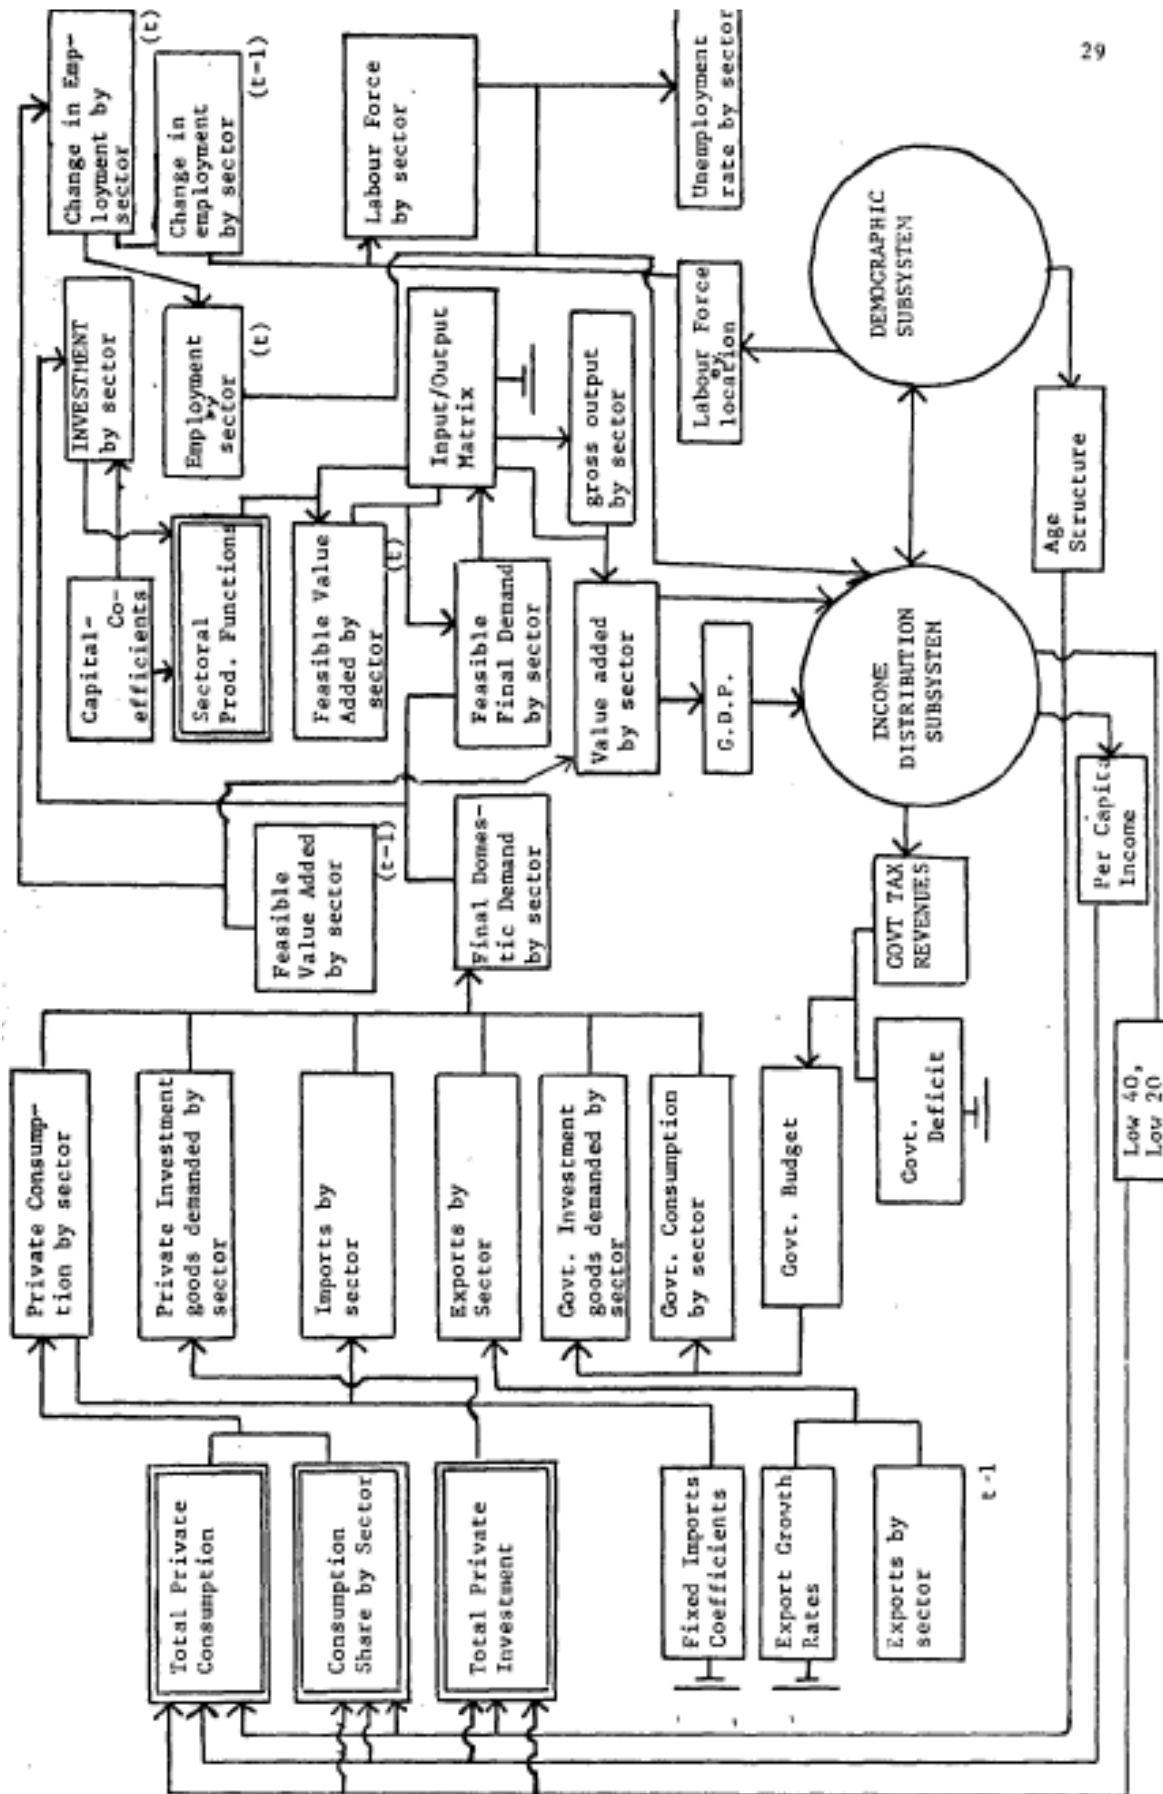 29
Total Private
Consumption
Consumption
Share by Sector
Total Private
Investment
Fixed Imports
Coefficients
Export Growth
Rates
Exports by
sector
t-1
Private Consump-
tion by sector
Private Investment
goods demanded by
sector
Imports by
sector
Exports by
Sector
Govt. Investment
goods demanded by
sector
Govt. Consumption
by sector
Govt. Budget
Govt.
Deficit
Low 40,
Low 20
Feasible
Value Added
by sector
(t-1)
Final Domes-
tic Demand
by sector
GOVT TAX
REVENUES
Per Capita
Income
Capital-
Co-
efficients
Sectoral
Prod. Functions
Feasible Value
Added by
sector
(t)
Feasible
Final Demand
by sector
Value added
by sector
G.D.P.
INCOME
DISTRIBUTION
SUBSYSTEM
Age
Structure
INVESTMENT
by sector
Employment
by
sector
(t)
Input/Output
Matrix
gross output
by sector
Labour Force
by
location
DEMOGRAPHIC
SUBSYSTEM
Change in Emp-
loyment by
sector
(t)
Change in
employment
by sector
(t-1)
Labour Force
by sector
Unemployment
rate by sector